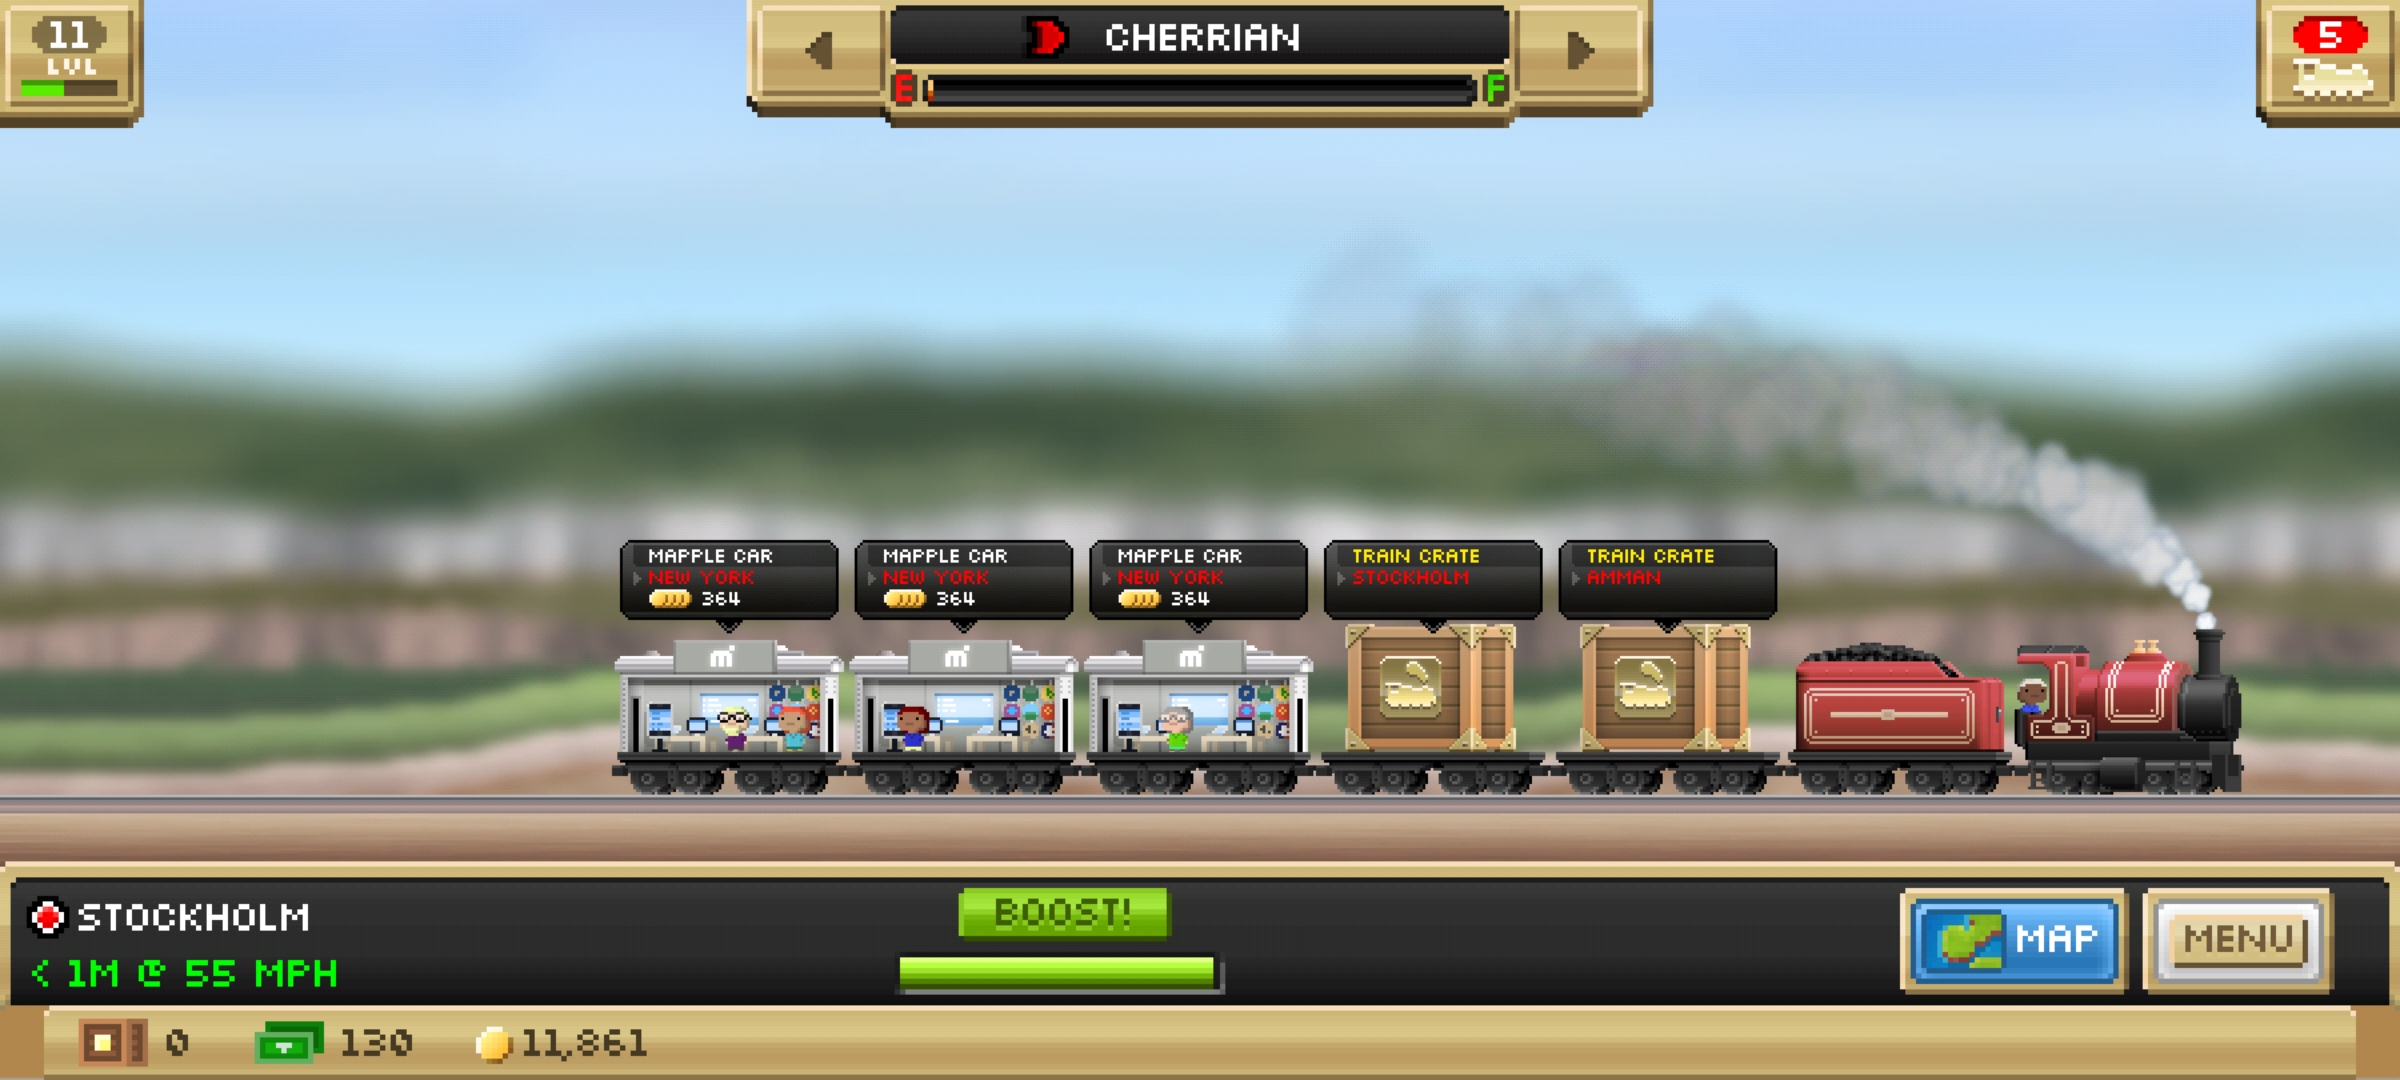 11
LVL
CHERRIAN
E F
5
MAPPLE CAR
NEW YORK
364
MAPPLE CAR
NEW YORK
364
MAPPLE CAR
NEW YORK
364
TRAIN CRATE
STOCKHOLM
TRAIN CRATE
AMMAN
m
m
m
STOCKHOLM
< 1M @ 55 MPH
BOOST!
MAP
MENU
0
130
11,861